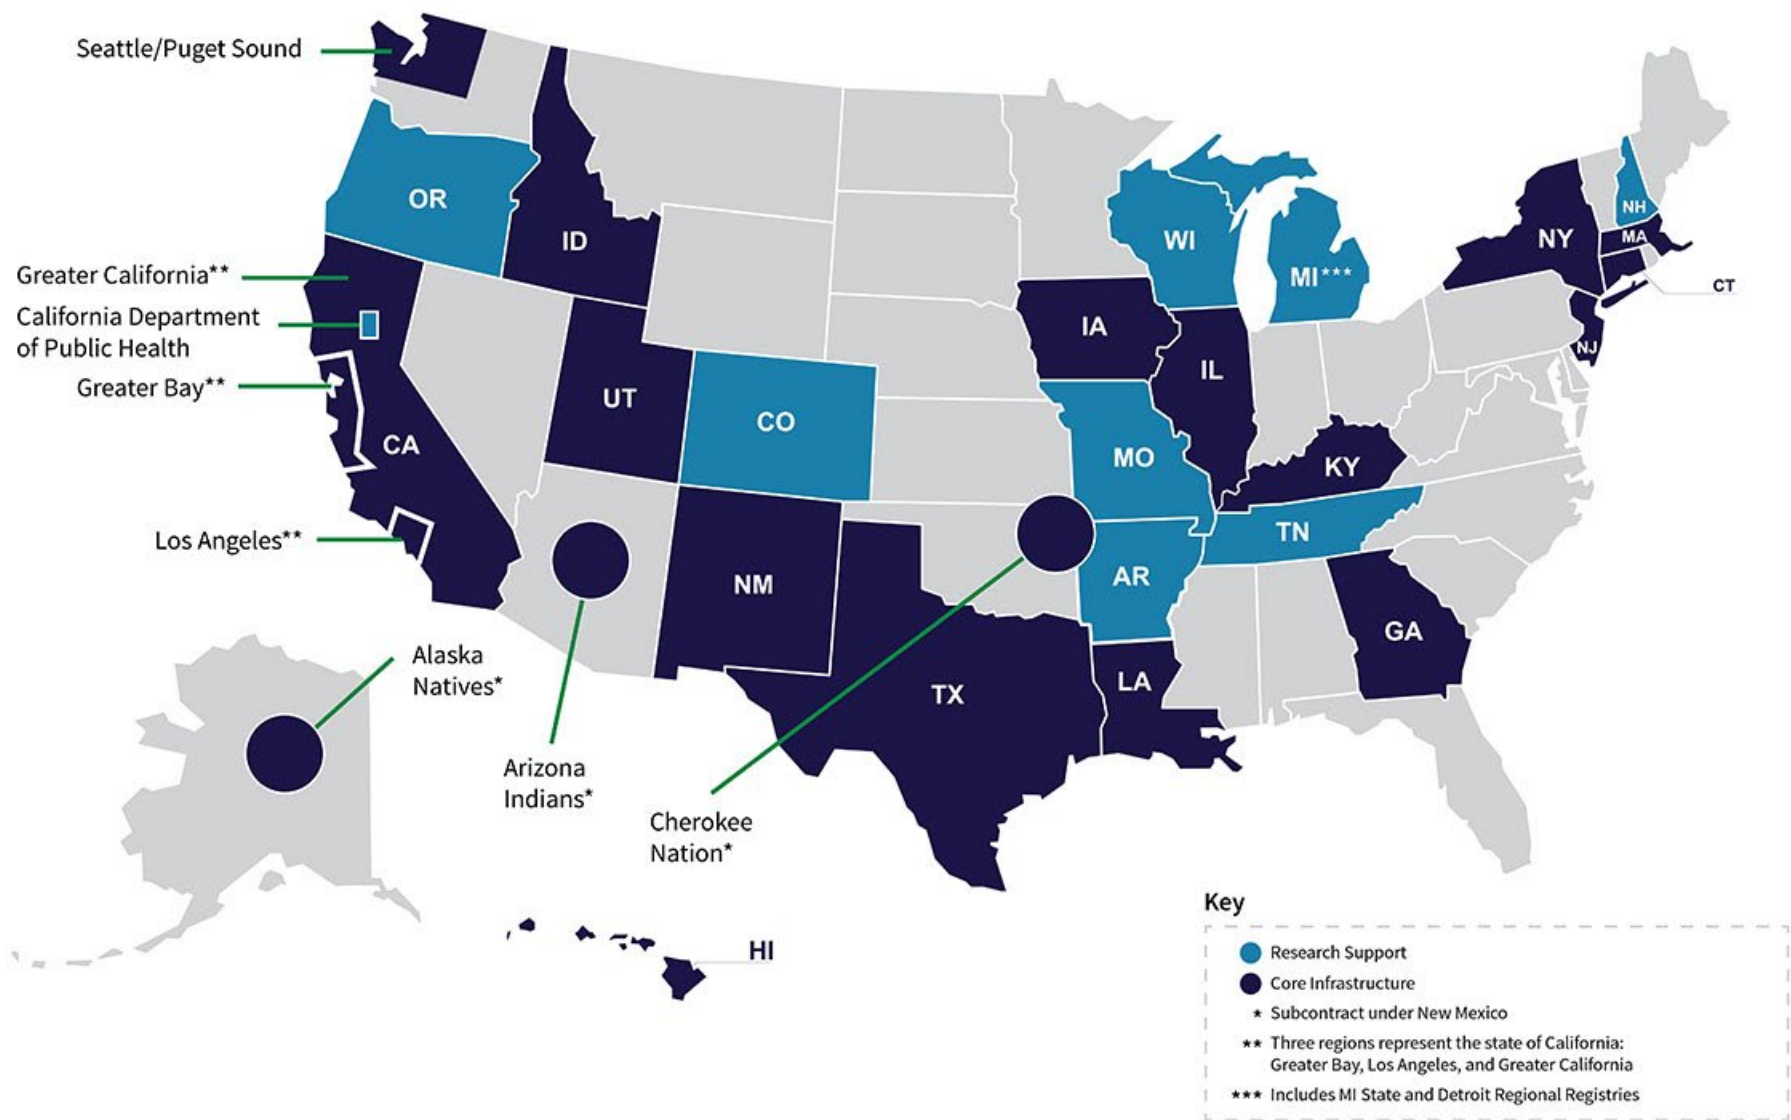 Seattle/Puget Sound
OR
ID
WI
MI***
NY
NH
MA
CT
Greater California**
California Department
of Public Health
Greater Bay**
IA
IL
NJ
UT
CO
CA
MO
KY
Los Angeles**
NM
TN
AR
GA
Alaska
Natives*
TX
LA
Arizona
Indians*
Cherokee
Nation*
HI
Key
Research Support
Core Infrastructure
* Subcontract under New Mexico
** Three regions represent the state of California:
Greater Bay, Los Angeles, and Greater California
*** Includes MI State and Detroit Regional Registries